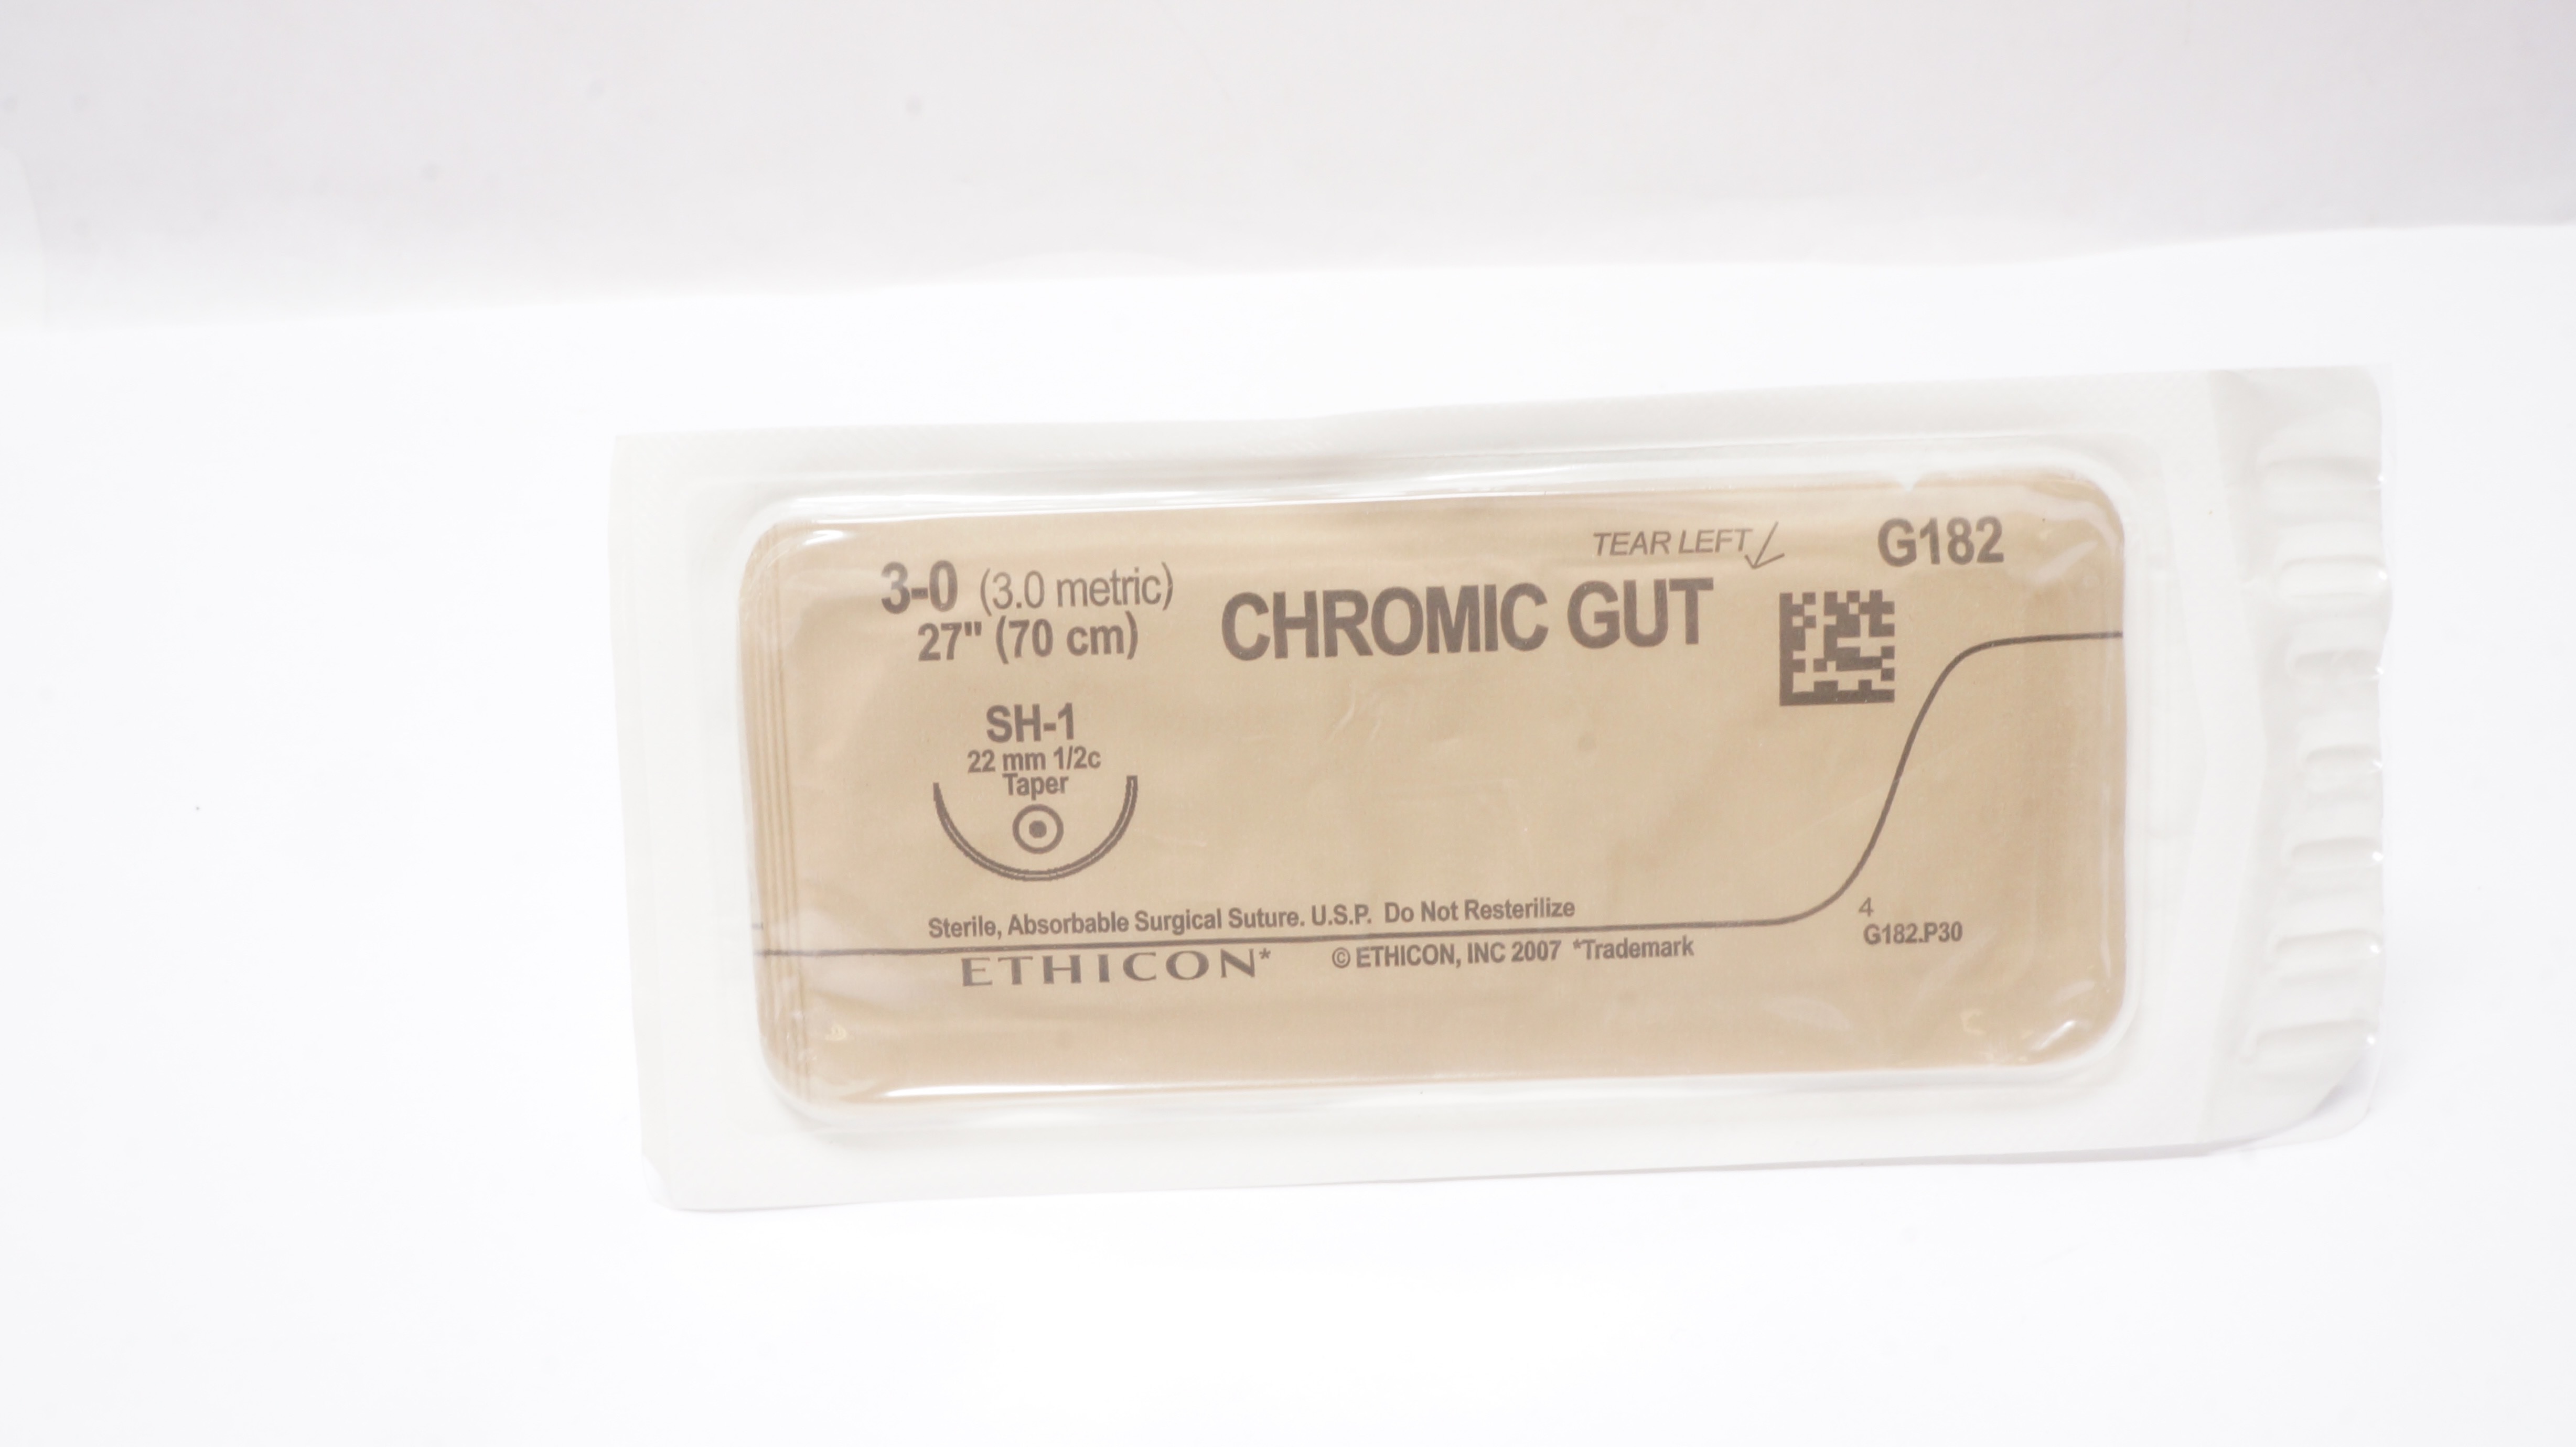 TEAR LEFT
G182
3-0 (3.0 metric)
27" (70 cm)
CHROMIC GUT
SH-1
22 mm 1/2c
Taper
Sterile, Absorbable Surgical Suture. U.S.P. Do Not Resterilize
4
G182.P30
ETHICON* © ETHICON, INC 2007 *Trademark